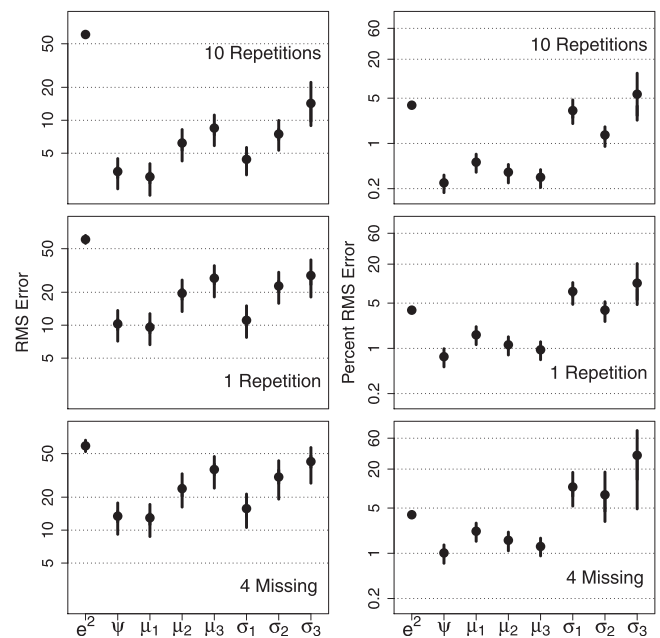 10 Repetitions
50
20
10
5
10 Repetitions
60
20
5
1
0.2
RMS Error
1 Repetition
50
20
10
5
Percent RMS Error
1 Repetition
60
20
5
1
0.2
4 Missing
50
20
10
5
e² ψ μ₁ μ₂ μ₃ σ₁ σ₂ σ₃
4 Missing
60
20
5
1
0.2
e² ψ μ₁ μ₂ μ₃ σ₁ σ₂ σ₃